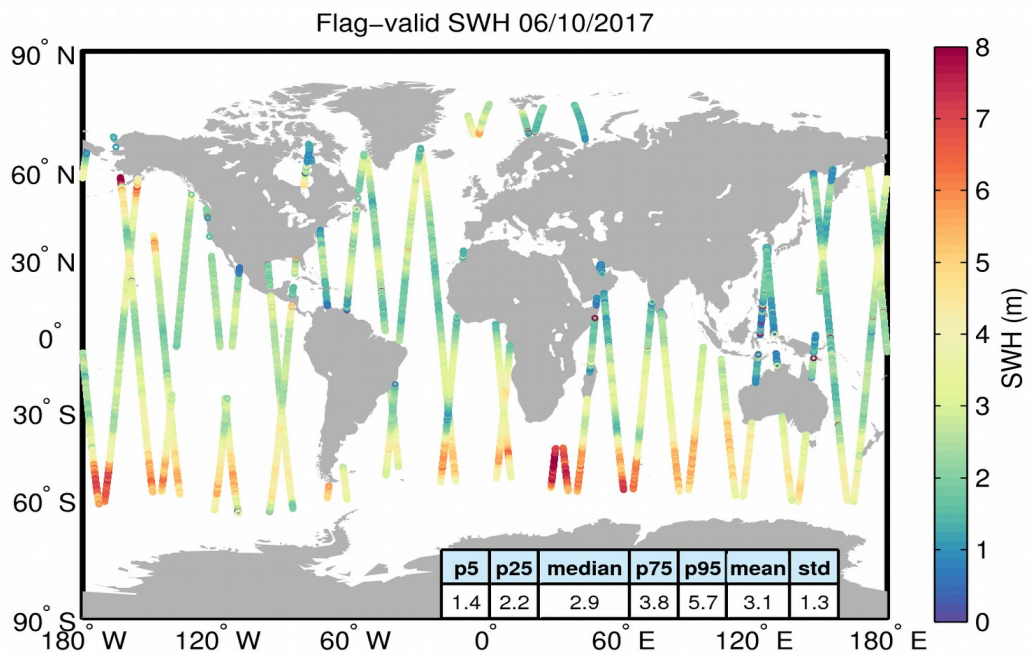 Flag−valid SWH 06/10/2017
90° N
60° N
30° N
0°
30° S
60° S
90° S
180° W
120° W
60° W
0°
60° E
120° E
180° E
p5 p25 median p75 p95 mean std
1.4 2.2 2.9 3.8 5.7 3.1 1.3
8
7
6
5
4
3
2
1
0
SWH (m)